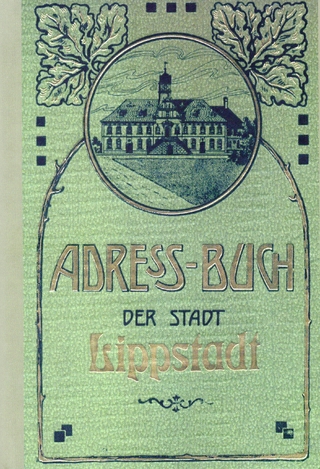 ADRESS-BUCH
DER STADT
Lippstadt